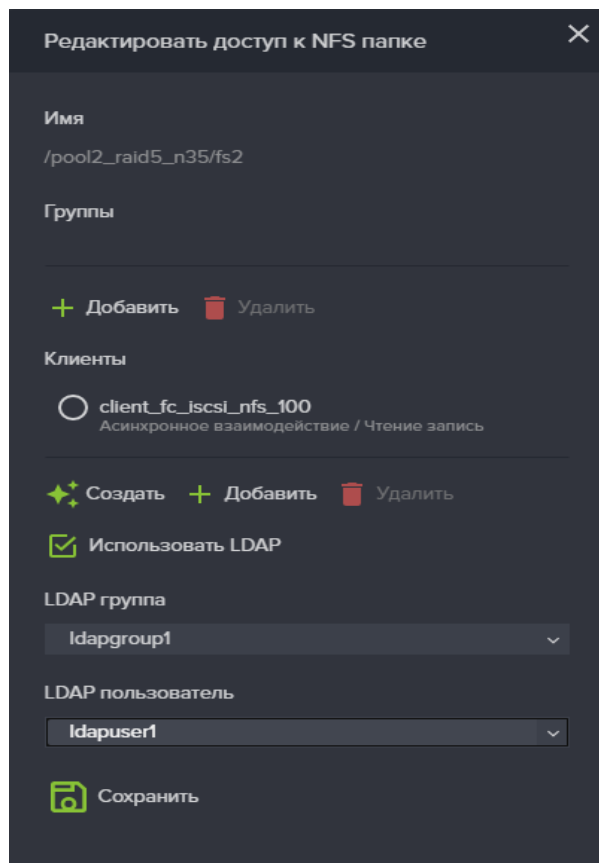 Редактировать доступ к NFS папке
Имя
/pool2_raid5_n35/fs2
Группы
Добавить Удалить
Клиенты
client_fc_iscsi_nfs_100
Асинхронное взаимодействие / Чтение запись
Создать Добавить Удалить
Использовать LDAP
LDAP группа
ldapgroup1
LDAP пользователь
ldapuser1
Сохранить